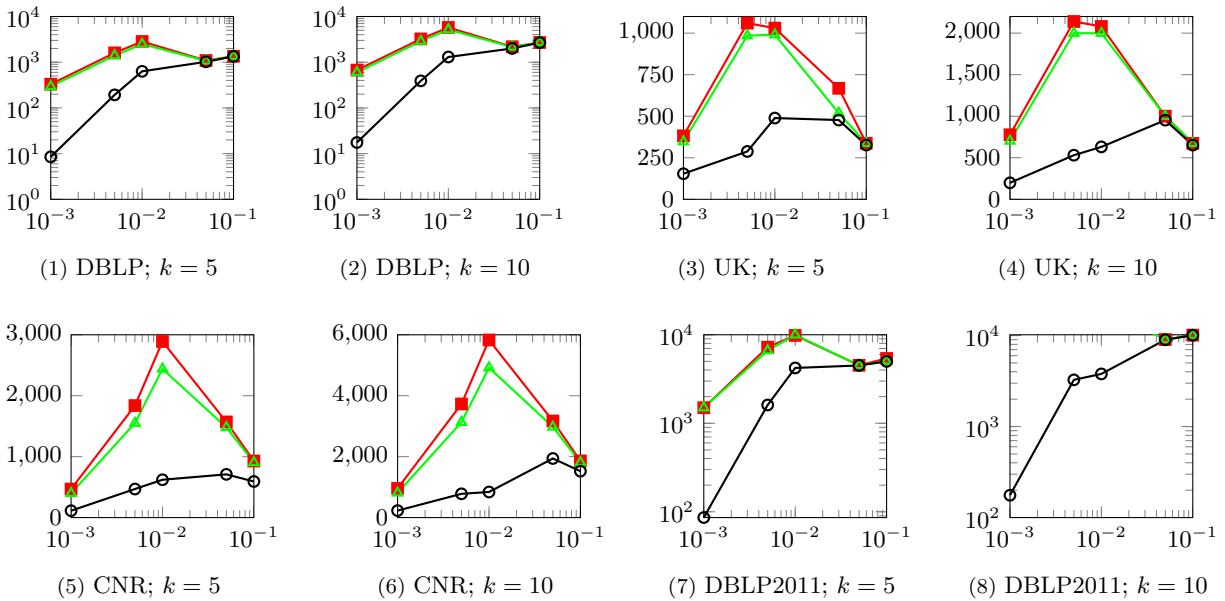 10^4
10^3
10^2
10^1
10^0
10^−3 10^−2 10^−1
(1) DBLP; k = 5
10^4
10^3
10^2
10^1
10^0
10^−3 10^−2 10^−1
(2) DBLP; k = 10
1,000
750
500
250
0
10^−3 10^−2 10^−1
(3) UK; k = 5
2,000
1,500
1,000
500
0
10^−3 10^−2 10^−1
(4) UK; k = 10
3,000
2,000
1,000
0
10^−3 10^−2 10^−1
(5) CNR; k = 5
6,000
4,000
2,000
0
10^−3 10^−2 10^−1
(6) CNR; k = 10
10^4
10^3
10^2
10^−3 10^−2 10^−1
(7) DBLP2011; k = 5
10^4
10^3
10^2
10^−3 10^−2 10^−1
(8) DBLP2011; k = 10